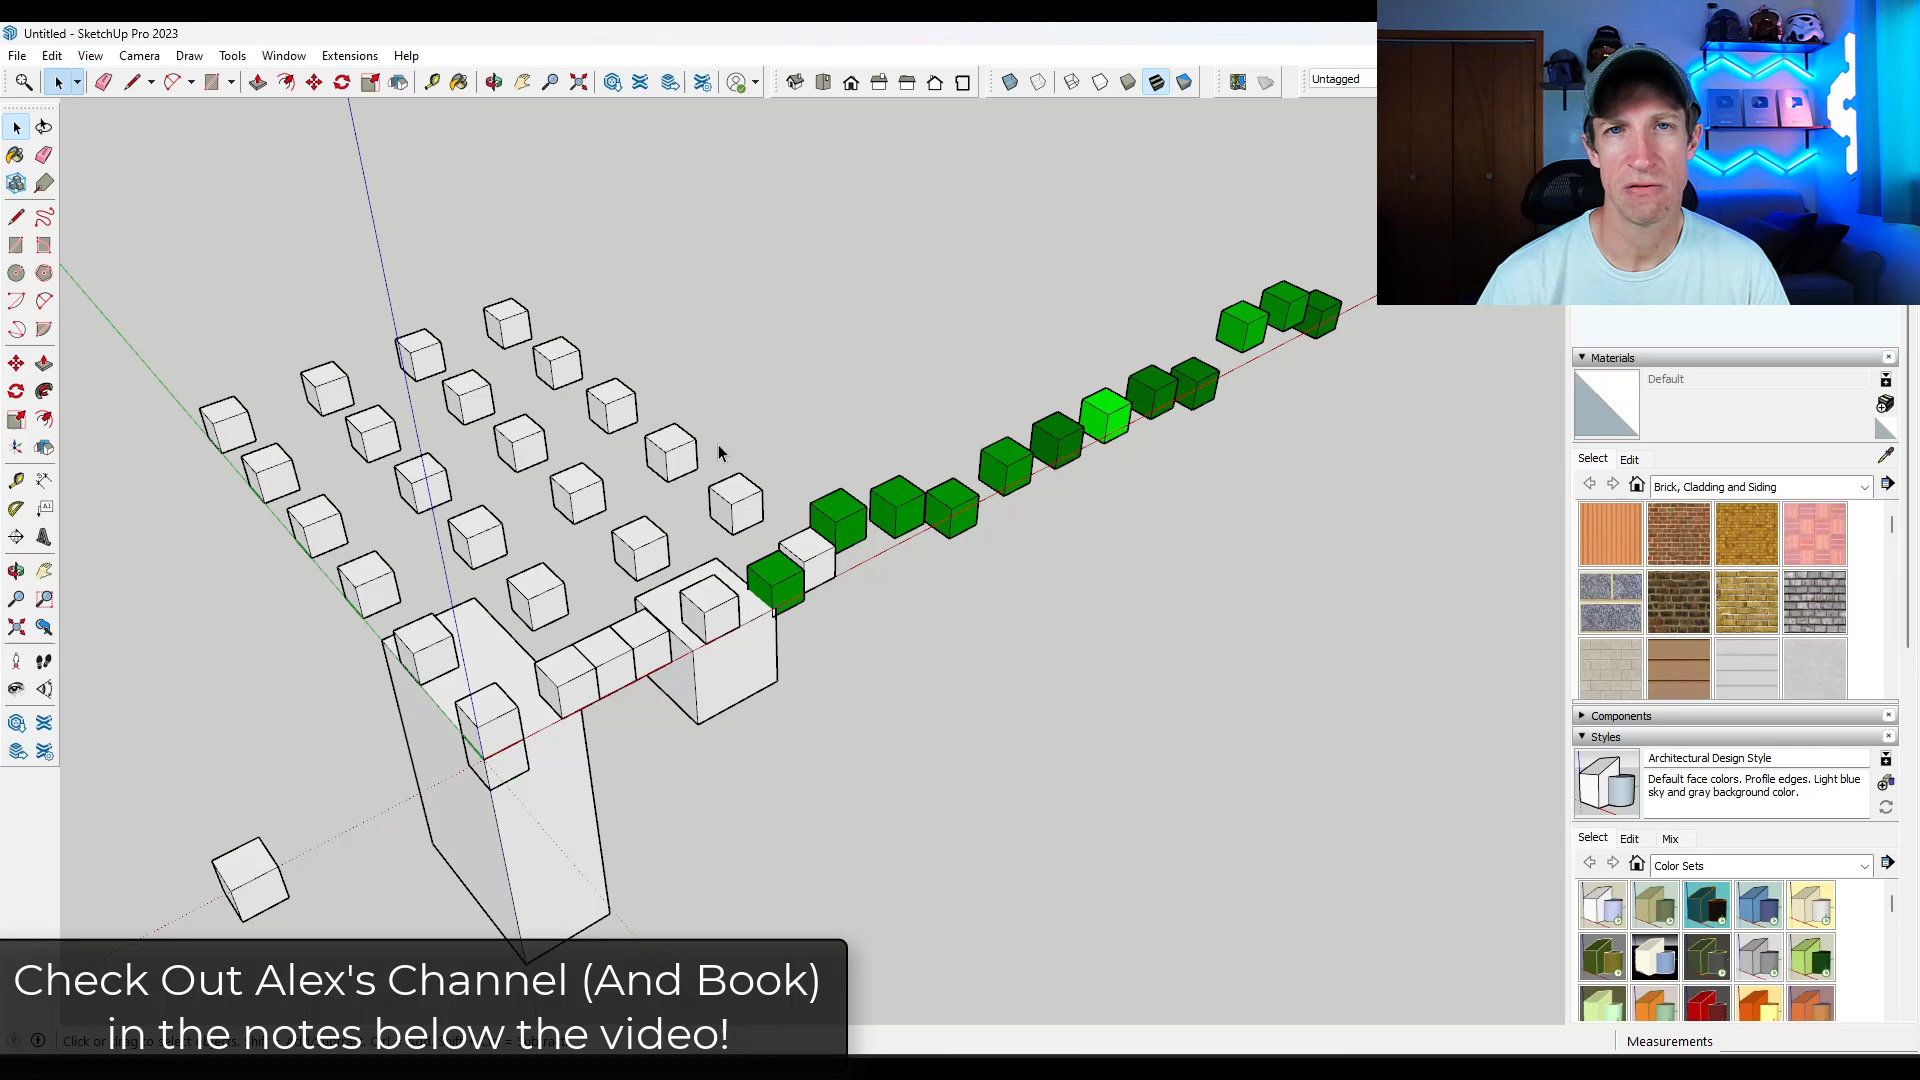 Untitled - SketchUp Pro 2023
File Edit View Camera Draw Tools Window Extensions Help
Untagged
Materials
Default
Select Edit
Brick, Cladding and Siding
Components
Styles
Architectural Design Style
Default face colors. Profile edges. Light blue
sky and gray background color.
Select Edit Mix
Color Sets
Check Out Alex's Channel (And Book)
in the notes below the video!
Measurements